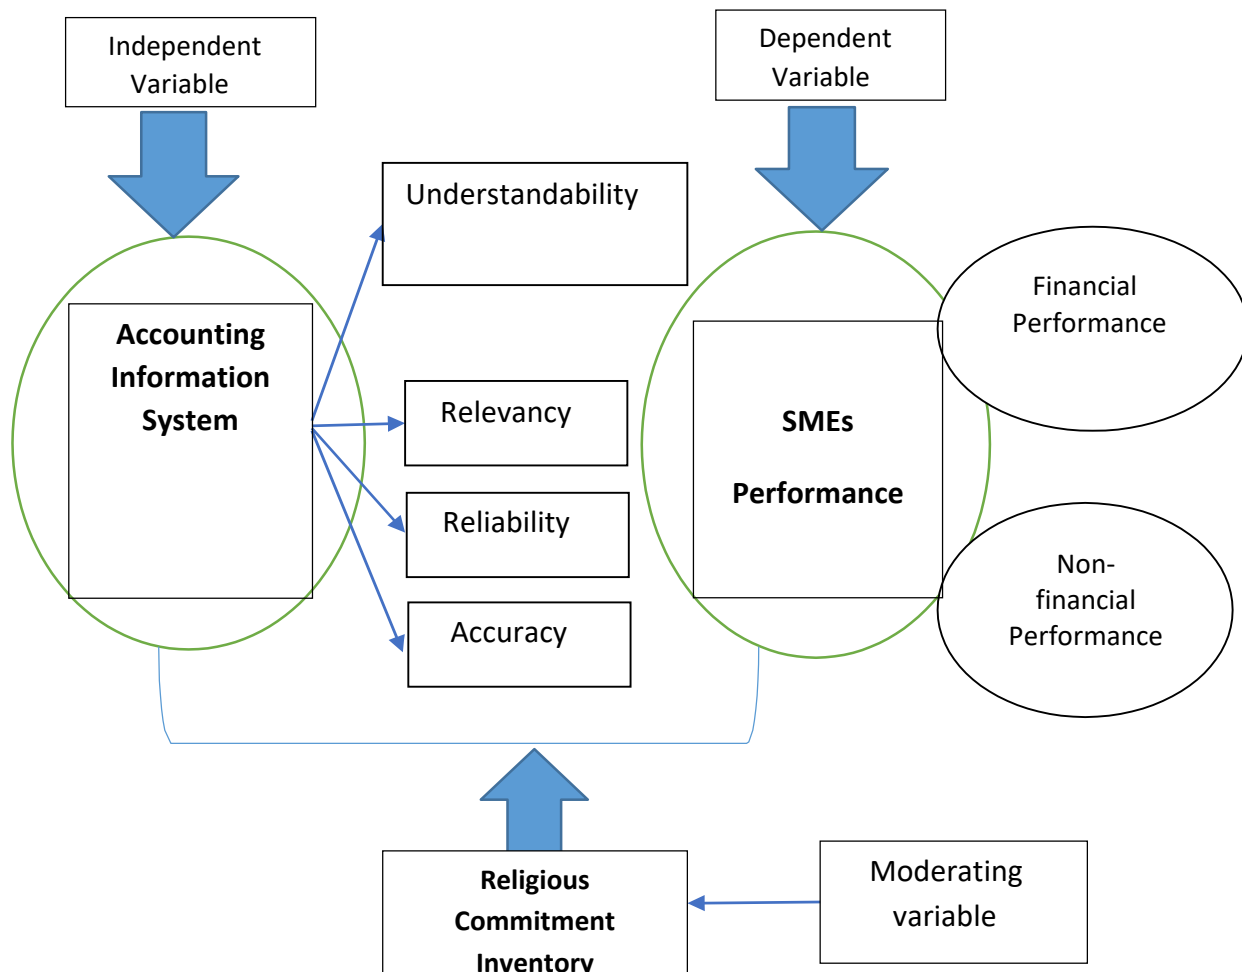 Independent
Variable
Dependent
Variable
Understandability
Accounting
Information
System
Relevancy
Reliability
Accuracy
SMEs
Performance
Financial
Performance
Non-
financial
Performance
Religious
Commitment
Inventory
Moderating
variable